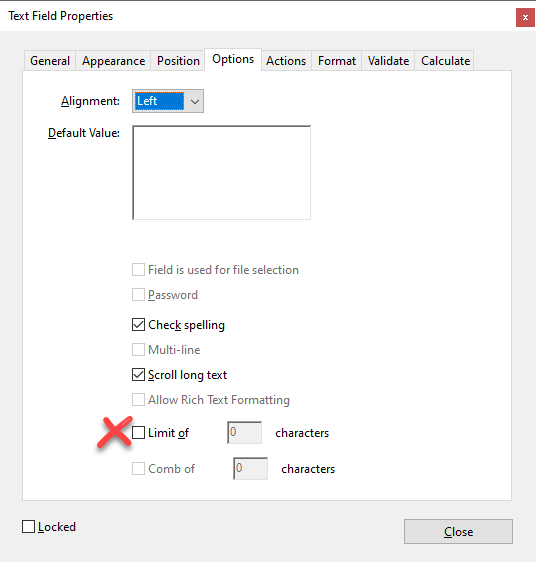 Text Field Properties
x
General Appearance Position Options Actions Format Validate Calculate
Alignment: Left
Default Value:
Field is used for file selection
Password
Check spelling
Multi-line
Scroll long text
Allow Rich Text Formatting
Limit of 0 characters
Comb of 0 characters
Locked
Close